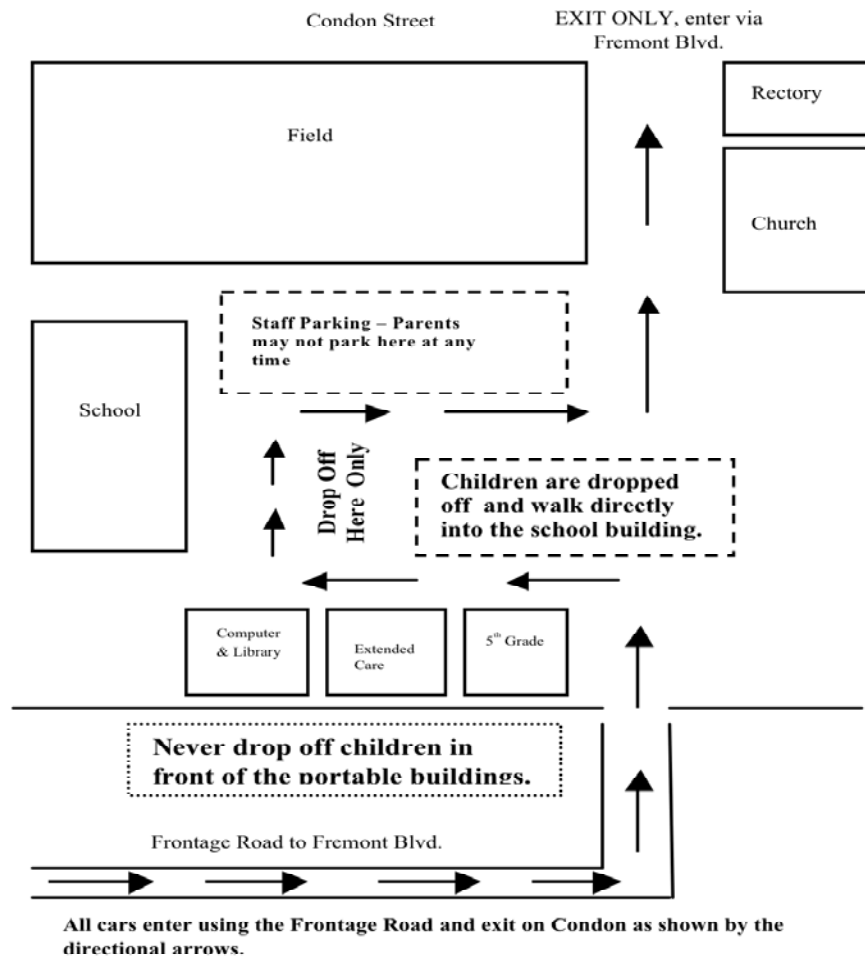 Condon Street
EXIT ONLY, enter via
Fremont Blvd.
Rectory
Field
Church
Staff Parking – Parents
may not park here at any
time
School
Drop Off
Here Only
Children are dropped
off and walk directly
into the school building.
Computer
& Library
Extended
Care
5th Grade
Never drop off children in
front of the portable buildings.
Frontage Road to Fremont Blvd.
All cars enter using the Frontage Road and exit on Condon as shown by the
directional arrows.